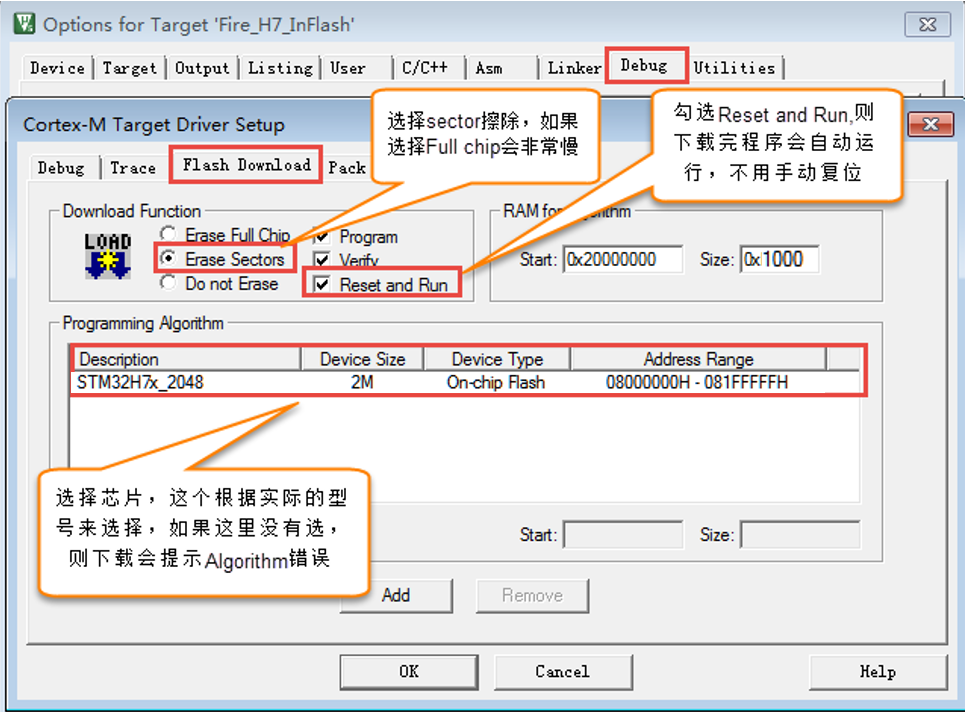 Options for Target 'Fire_H7_InFlash'
Device Target Output Listing User C/C++ Asm Linker Debug Utilities
Cortex-M Target Driver Setup
Debug Trace Flash Download Pack
选择sector擦除，如果
选择Full chip会非常慢
勾选Reset and Run,则
下载完程序会自动运
行，不用手动复位
Download Function
LOAD
Erase Full Chip
Erase Sectors
Do not Erase
Program
Verify
Reset and Run
RAM for Algorithm
Start: 0x20000000 Size: 0x1000
Programming Algorithm
Description Device Size Device Type Address Range
STM32H7x_2048 2M On-chip Flash 08000000H - 081FFFFFH
选择芯片，这个根据实际的型
号来选择，如果这里没有选，
则下载会提示Algorithm错误
Start: Size:
Add Remove
OK Cancel Help